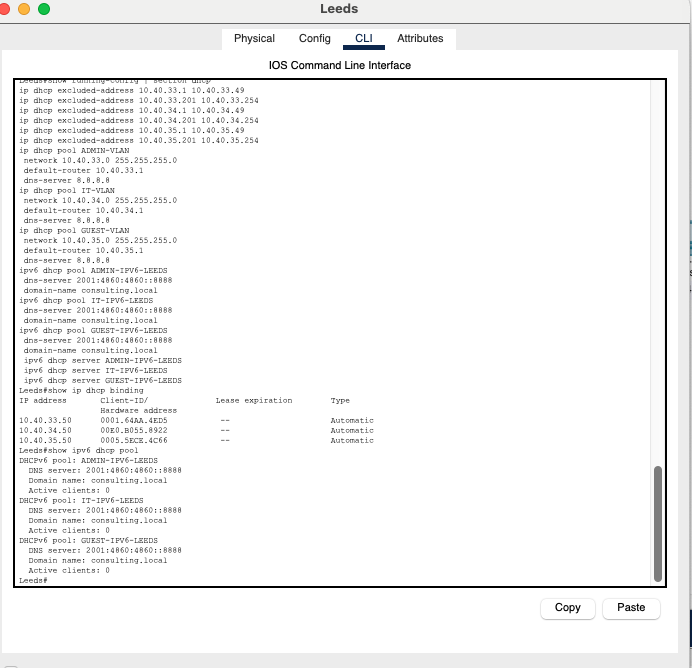 Leeds
Physical Config CLI Attributes
IOS Command Line Interface
Leeds#show running-config | section dhcp
ip dhcp excluded-address 10.40.33.1 10.40.33.49
ip dhcp excluded-address 10.40.33.201 10.40.33.254
ip dhcp excluded-address 10.40.34.1 10.40.34.49
ip dhcp excluded-address 10.40.34.201 10.40.34.254
ip dhcp excluded-address 10.40.35.1 10.40.35.49
ip dhcp excluded-address 10.40.35.201 10.40.35.254
ip dhcp pool ADMIN-VLAN
network 10.40.33.0 255.255.255.0
default-router 10.40.33.1
dns-server 8.8.8.8
ip dhcp pool IT-VLAN
network 10.40.34.0 255.255.255.0
default-router 10.40.34.1
dns-server 8.8.8.8
ip dhcp pool GUEST-VLAN
network 10.40.35.0 255.255.255.0
default-router 10.40.35.1
dns-server 8.8.8.8
ipv6 dhcp pool ADMIN-IPV6-LEEDS
dns-server 2001:4860:4860::8888
domain-name consulting.local
ipv6 dhcp pool IT-IPV6-LEEDS
dns-server 2001:4860:4860::8888
domain-name consulting.local
ipv6 dhcp pool GUEST-IPV6-LEEDS
dns-server 2001:4860:4860::8888
domain-name consulting.local
ipv6 dhcp server ADMIN-IPV6-LEEDS
ipv6 dhcp server IT-IPV6-LEEDS
ipv6 dhcp server GUEST-IPV6-LEEDS
Leeds#show ip dhcp binding
IP address Client-ID/ Lease expiration Type
Hardware address
10.40.33.50 0001.64AA.4ED5 -- Automatic
10.40.34.50 00E0.B055.8922 -- Automatic
10.40.35.50 0005.5ECE.4C66 -- Automatic
Leeds#show ipv6 dhcp pool
DHCPv6 pool: ADMIN-IPV6-LEEDS
DNS server: 2001:4860:4860::8888
Domain name: consulting.local
Active clients: 0
DHCPv6 pool: IT-IPV6-LEEDS
DNS server: 2001:4860:4860::8888
Domain name: consulting.local
Active clients: 0
DHCPv6 pool: GUEST-IPV6-LEEDS
DNS server: 2001:4860:4860::8888
Domain name: consulting.local
Active clients: 0
Leeds#
Copy Paste